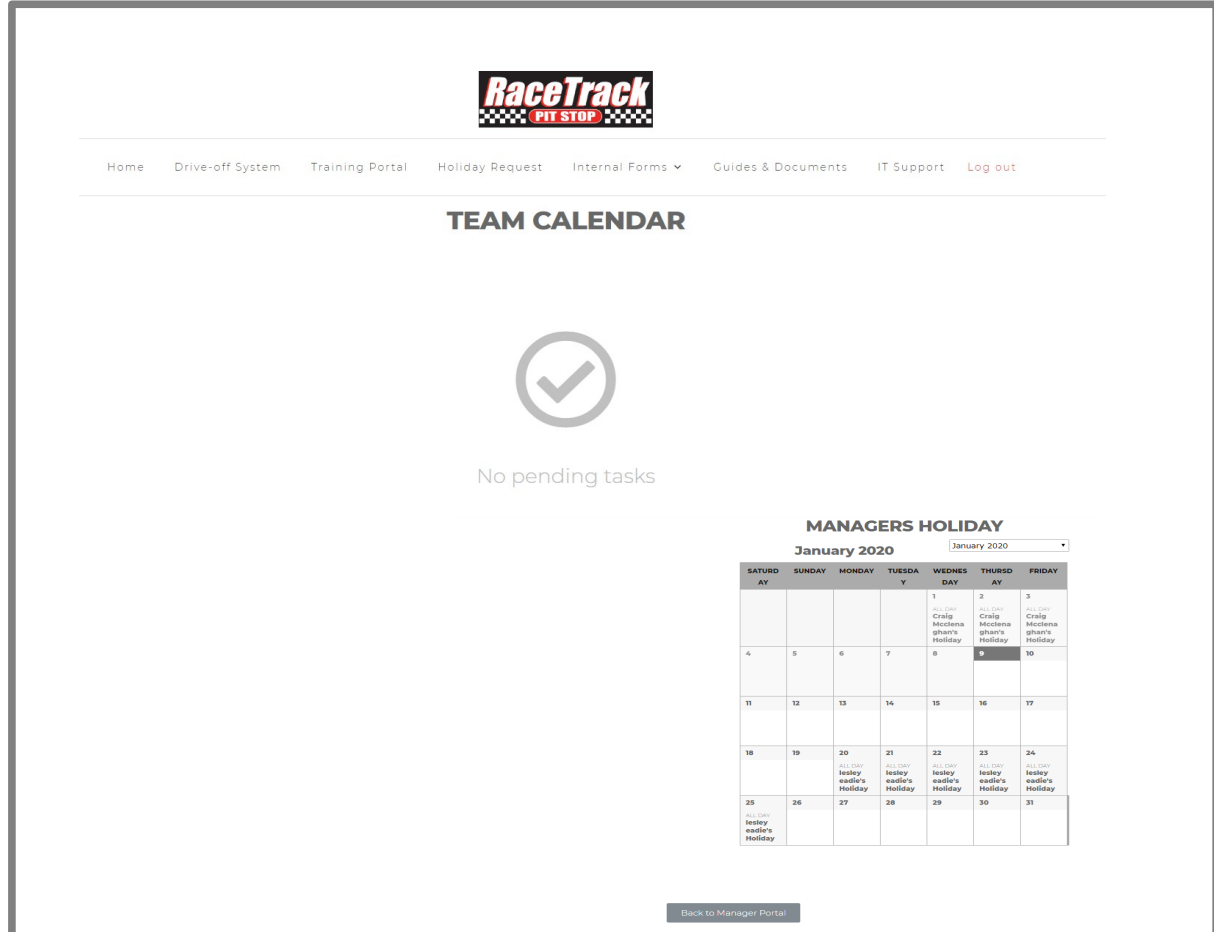 RaceTrack
PIT STOP
Home Drive-off System Training Portal Holiday Request Internal Forms Guides & Documents IT Support Log out
TEAM CALENDAR
No pending tasks
MANAGERS HOLIDAY
January 2020 January 2020
SATURD SUNDAY MONDAY TUESDA WEDNES THURSD FRIDAY
AY Y DAY AY
1 2 3
ALL DAY ALL DAY ALL DAY
Craig Craig Craig
Mcclena Mcclena Mcclena
ghan's ghan's ghan's
Holiday Holiday Holiday
4 5 6 7 8 9 10
11 12 13 14 15 16 17
18 19 20 21 22 23 24
ALL DAY ALL DAY ALL DAY ALL DAY ALL DAY
lesley lesley lesley lesley lesley
eadie's eadie's eadie's eadie's eadie's
Holiday Holiday Holiday Holiday Holiday
25 26 27 28 29 30 31
ALL DAY
lesley
eadie's
Holiday
Back to Manager Portal